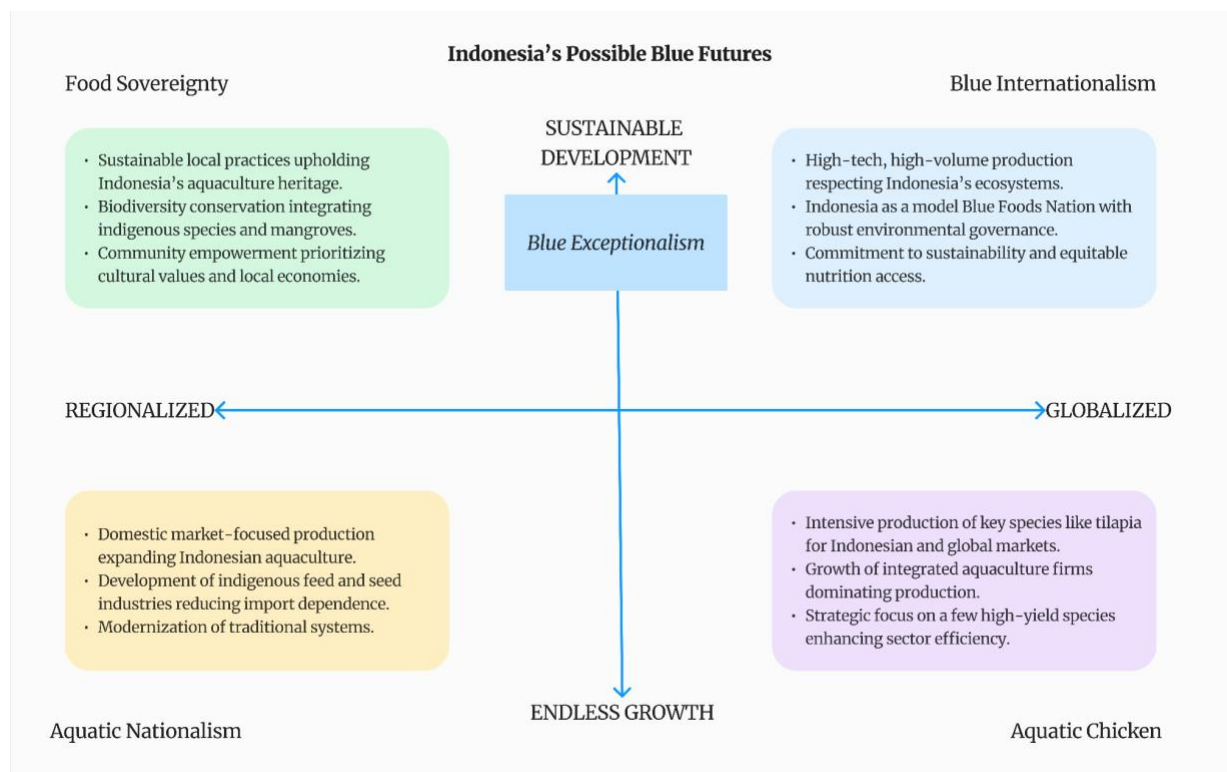 Indonesia’s Possible Blue Futures
Food Sovereignty
Blue Internationalism
SUSTAINABLE
DEVELOPMENT
• Sustainable local practices upholding
Indonesia’s aquaculture heritage.
• Biodiversity conservation integrating
indigenous species and mangroves.
• Community empowerment prioritizing
cultural values and local economies.
Blue Exceptionalism
• High-tech, high-volume production
respecting Indonesia’s ecosystems.
• Indonesia as a model Blue Foods Nation with
robust environmental governance.
• Commitment to sustainability and equitable
nutrition access.
REGIONALIZED
GLOBALIZED
• Domestic market-focused production
expanding Indonesian aquaculture.
• Development of indigenous feed and seed
industries reducing import dependence.
• Modernization of traditional systems.
• Intensive production of key species like tilapia
for Indonesian and global markets.
• Growth of integrated aquaculture firms
dominating production.
• Strategic focus on a few high-yield species
enhancing sector efficiency.
ENDLESS GROWTH
Aquatic Nationalism
Aquatic Chicken